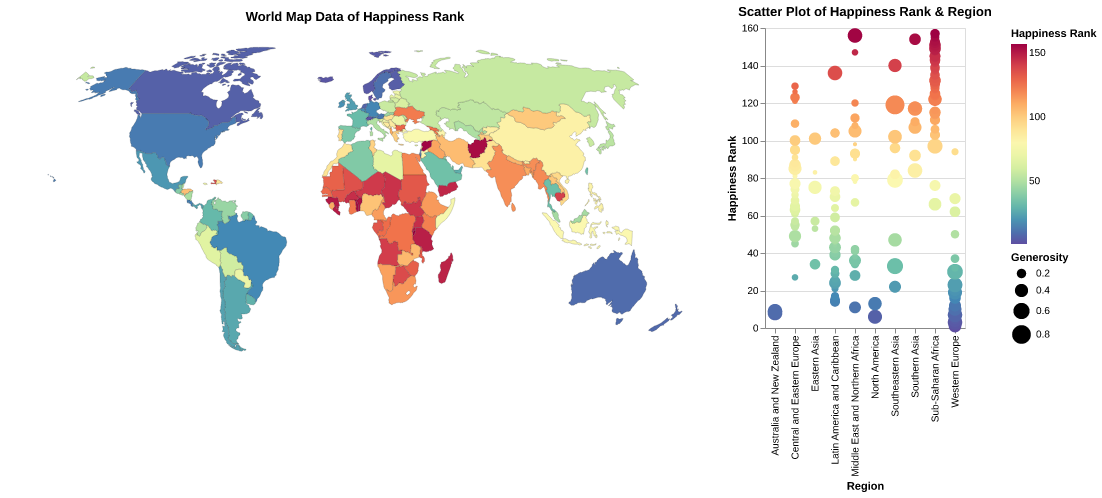 World Map Data of Happiness Rank
Scatter Plot of Happiness Rank & Region
Happiness Rank
160
140
120
100
80
60
40
20
0
Australia and New Zealand
Central and Eastern Europe
Eastern Asia
Latin America and Caribbean
Middle East and Northern Africa
North America
Southeastern Asia
Southern Asia
Sub-Saharan Africa
Western Europe
Region
Happiness Rank
150
100
50
Generosity
0.2
0.4
0.6
0.8